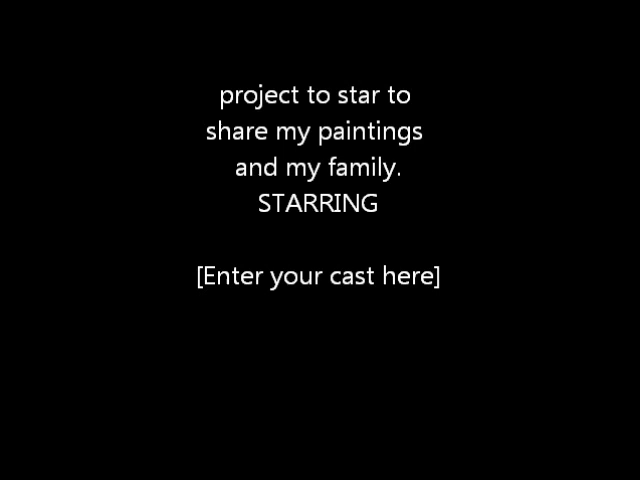 project to star to
share my paintings
and my family.
STARRING
[Enter your cast here]